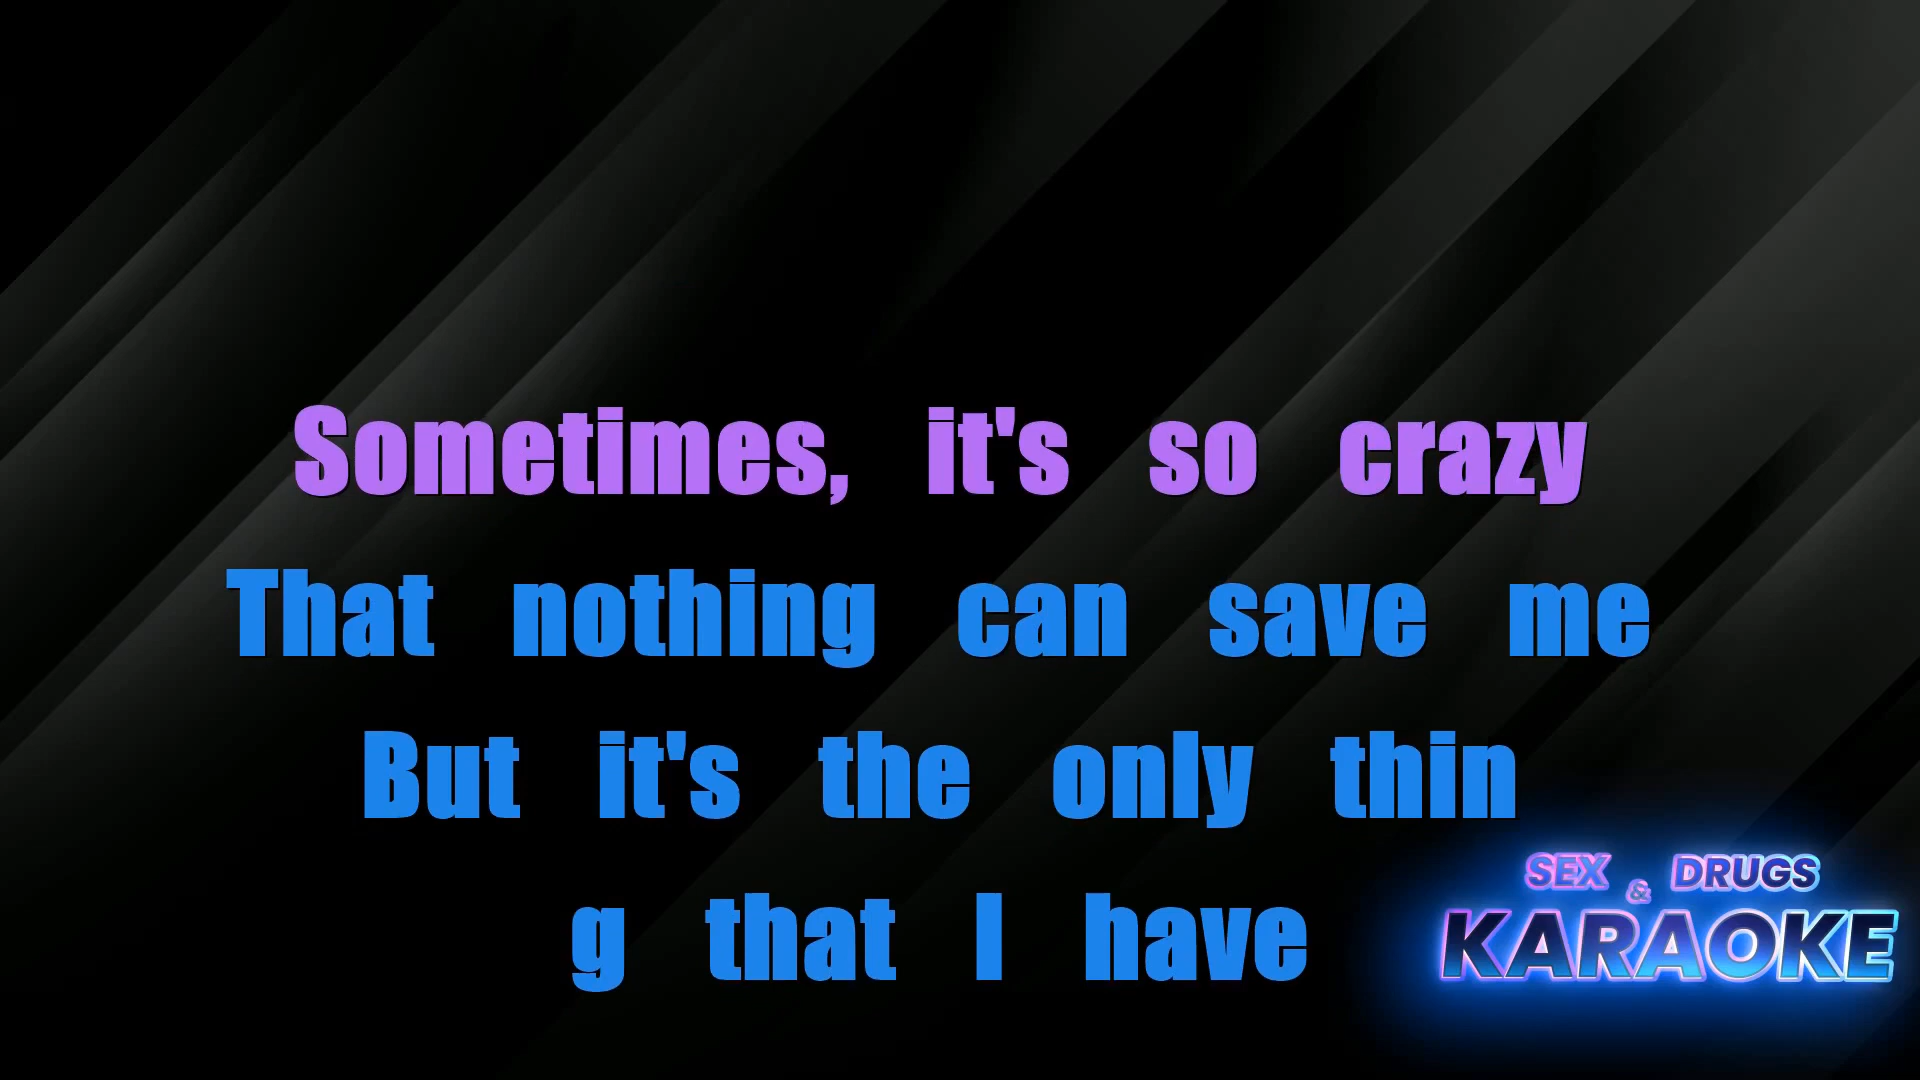 Sometimes, it's so crazy
That nothing can save me
But it's the only thin
g that I have
SEX & DRUGS
KARAOKE